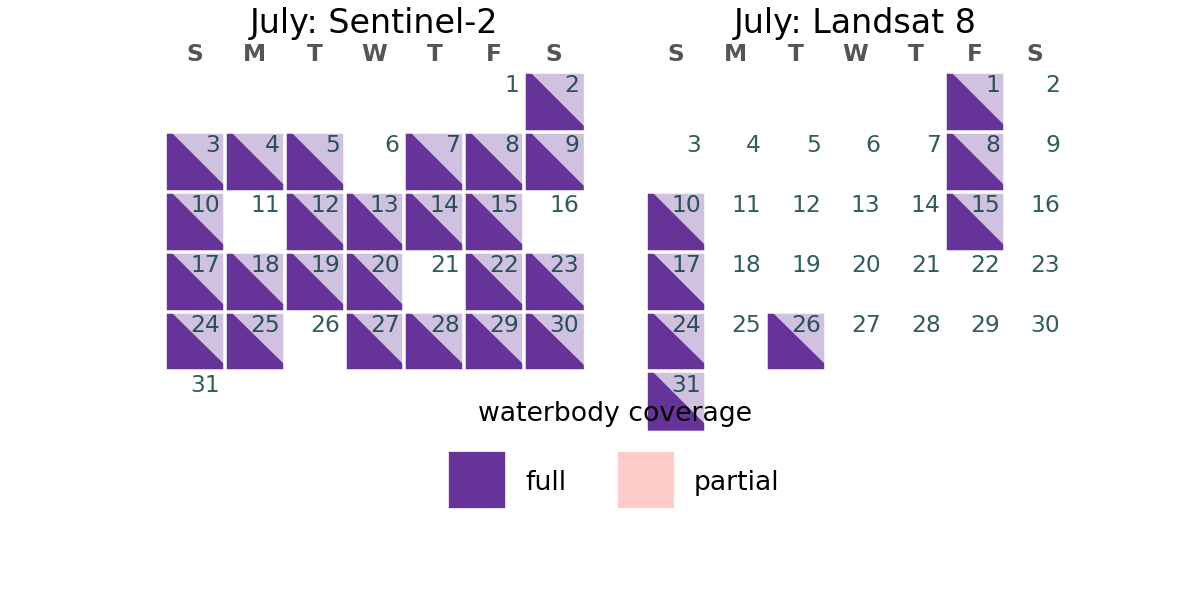 July: Sentinel-2
S M T W T F S
1 2
3 4 5 6 7 8 9
10 11 12 13 14 15 16
17 18 19 20 21 22 23
24 25 26 27 28 29 30
31
July: Landsat 8
S M T W T F S
1 2
3 4 5 6 7 8 9
10 11 12 13 14 15 16
17 18 19 20 21 22 23
24 25 26 27 28 29 30
31
waterbody coverage
full partial